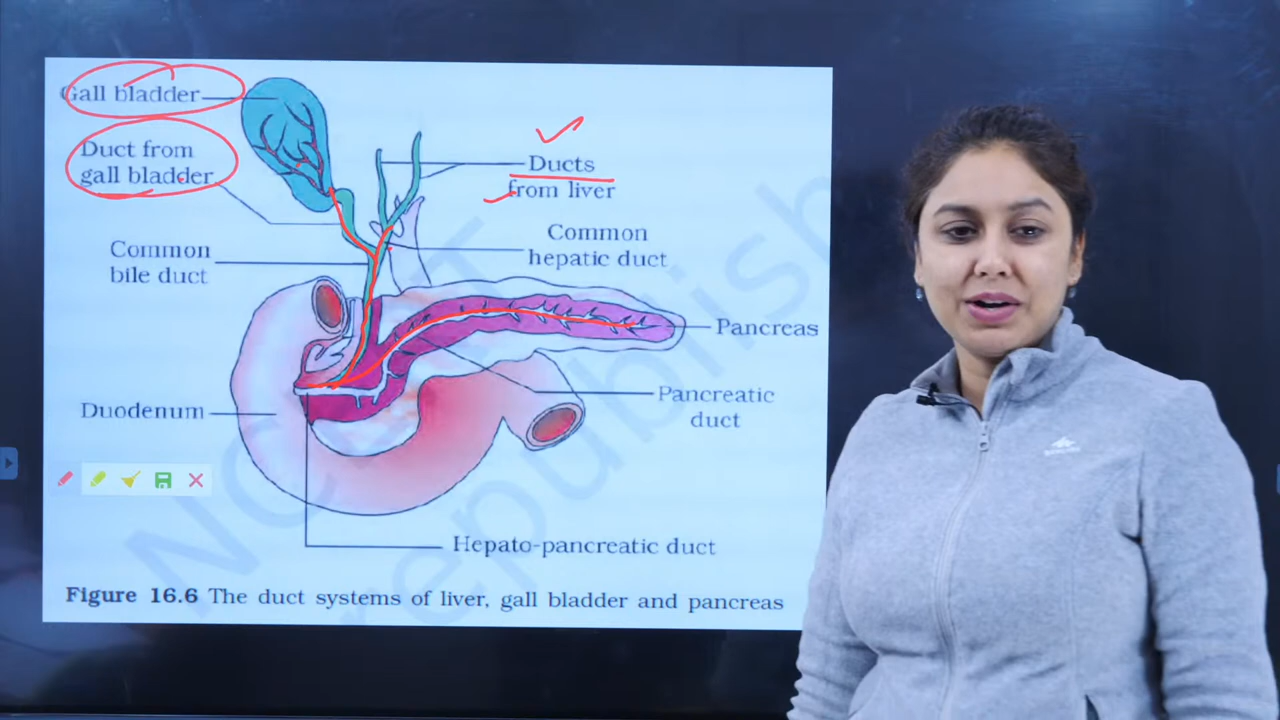 Gall bladder
Duct from
gall bladder
Ducts
from liver
Common
bile duct
Common
hepatic duct
Pancreas
Pancreatic
duct
Duodenum
Hepato-pancreatic duct
Figure 16.6 The duct systems of liver, gall bladder and pancreas